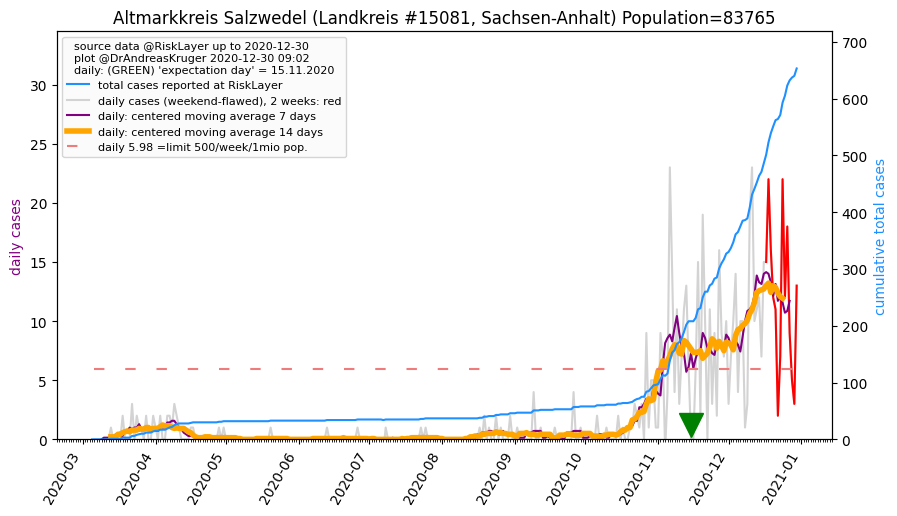 Altmarkkreis Salzwedel (Landkreis #15081, Sachsen-Anhalt) Population=83765
source data @RiskLayer up to 2020-12-30
plot @DrAndreasKruger 2020-12-30 09:02
daily: (GREEN) 'expectation day' = 15.11.2020
total cases reported at RiskLayer
daily cases (weekend-flawed), 2 weeks: red
daily: centered moving average 7 days
daily: centered moving average 14 days
daily 5.98 =limit 500/week/1mio pop.
daily cases
30
25
20
15
10
5
0
700
600
500
400
300
200
100
0
cumulative total cases
2020-03
2020-04
2020-05
2020-06
2020-07
2020-08
2020-09
2020-10
2020-11
2020-12
2021-01